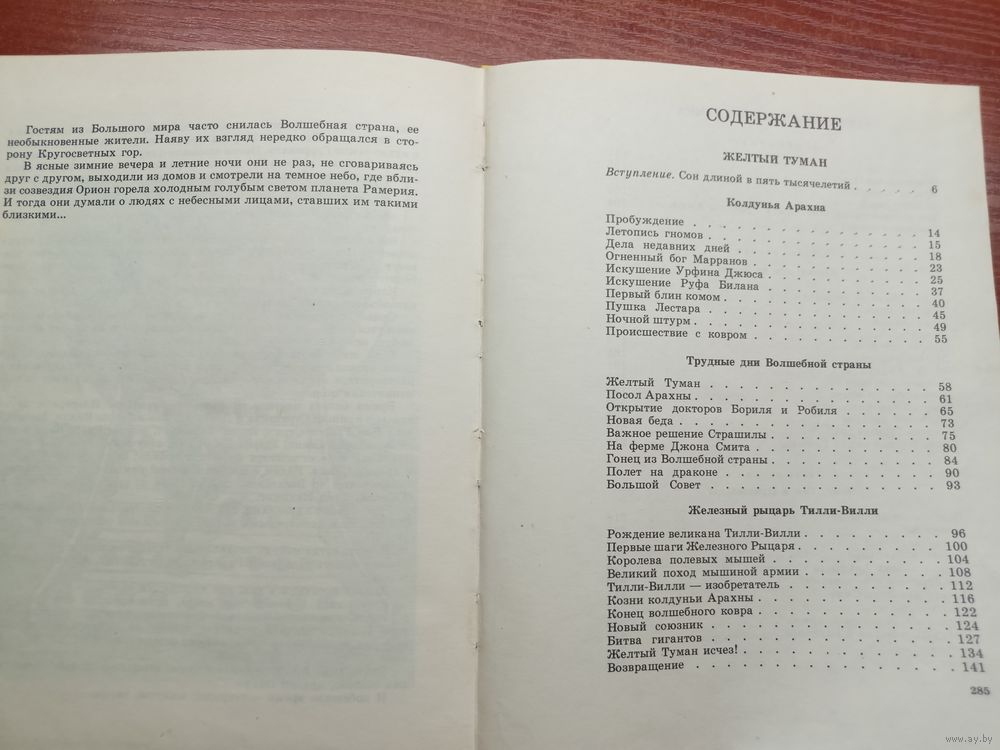 Гостям из Большого мира часто снилась Волшебная страна, ее
необыкновенные жители. Наяву их взгляд нередко обращался в сто-
рону Кругосветных гор.
В ясные зимние вечера и летние ночи они не раз, не сговариваясь
друг с другом, выходили из домов и смотрели на темное небо, где вбли-
зи созвездия Орион горела холодным голубым светом планета Рамерия.
И тогда они думали о людях с небесными лицами, ставших им такими
близкими...
СОДЕРЖАНИЕ
ЖЕЛТЫЙ ТУМАН
Вступление. Сон длиной в пять тысячелетий . . . . . 6
Колдунья Арахна
Пробуждение . . . . . . . . . . . . 14
Летопись гномов . . . . . . . . . . . 15
Дела недавних дней . . . . . . . . . . 18
Огненный бог Марранов . . . . . . . . . 23
Искушение Урфина Джюса . . . . . . . . 25
Искушение Руфа Билана . . . . . . . . . 37
Первый блин комом . . . . . . . . . . 40
Пушка Лестара . . . . . . . . . . . 45
Ночной штурм . . . . . . . . . . . . 49
Происшествие с ковром . . . . . . . . . 55
Трудные дни Волшебной страны
Желтый Туман . . . . . . . . . . . . 58
Посол Арахны . . . . . . . . . . . . 61
Открытие докторов Бориля и Робиля . . . . . . 65
Новая беда . . . . . . . . . . . . . 73
Важное решение Страшилы . . . . . . . . . 75
На ферме Джона Смита . . . . . . . . . . 80
Гонец из Волшебной страны . . . . . . . . . 84
Полет на драконе . . . . . . . . . . . 90
Большой Совет . . . . . . . . . . . . 93
Железный рыцарь Тилли-Вилли
Рождение великана Тилли-Вилли . . . . . . . . 96
Первые шаги Железного Рыцаря . . . . . . . . 100
Королева полевых мышей . . . . . . . . . 104
Великий поход мышиной армии . . . . . . . . 108
Тилли-Вилли — изобретатель . . . . . . . . . 112
Козни колдуньи Арахны . . . . . . . . . . 116
Конец волшебного ковра . . . . . . . . . . 122
Новый союзник . . . . . . . . . . . . 124
Битва гигантов . . . . . . . . . . . . 127
Желтый Туман исчез! . . . . . . . . . . . 134
Возвращение . . . . . . . . . . . . . 141
285
www.ay.by